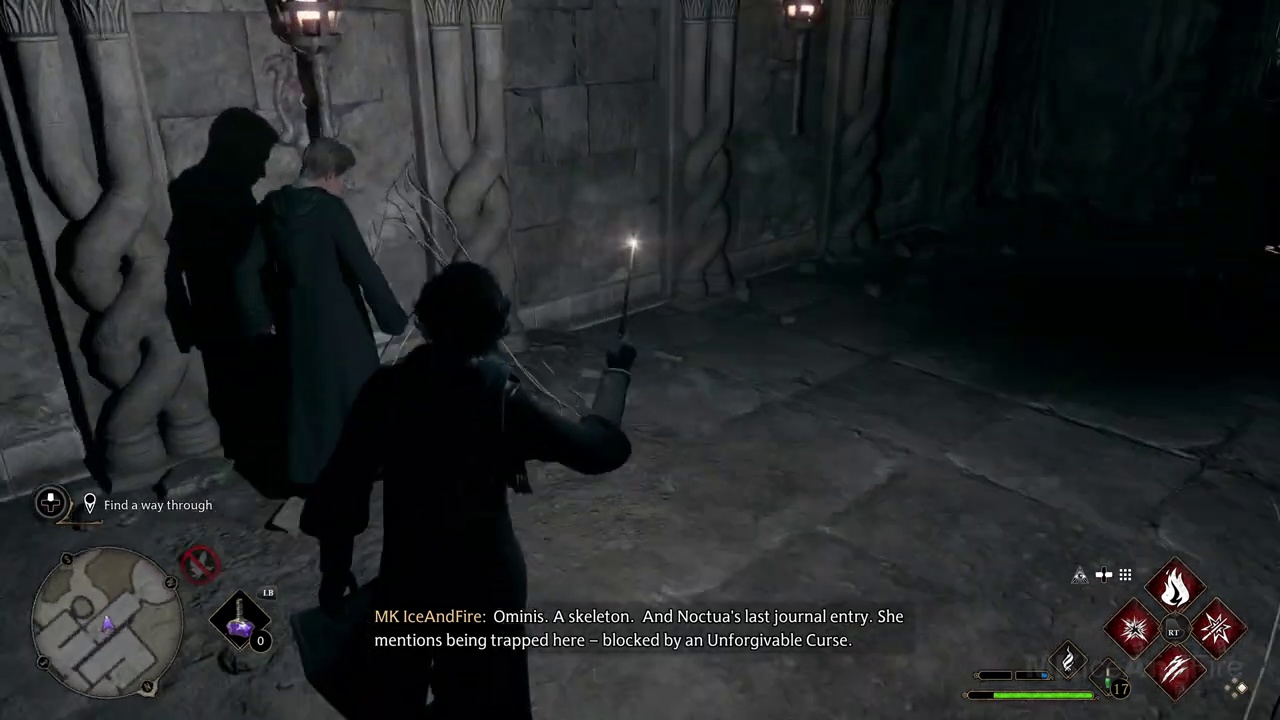 Find a way through
LB
0
MK IceAndFire: Ominis. A skeleton. And Noctua's last journal entry. She
mentions being trapped here – blocked by an Unforgivable Curse.
RT
17